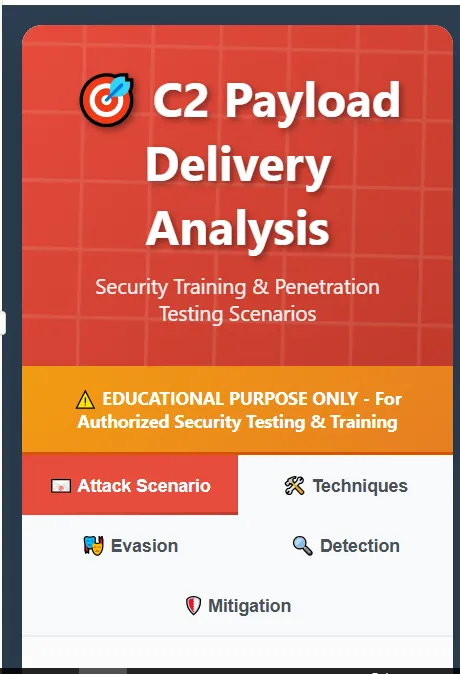 C2 Payload
Delivery
Analysis
Security Training & Penetration
Testing Scenarios
EDUCATIONAL PURPOSE ONLY - For
Authorized Security Testing & Training
Attack Scenario
Techniques
Evasion
Detection
Mitigation